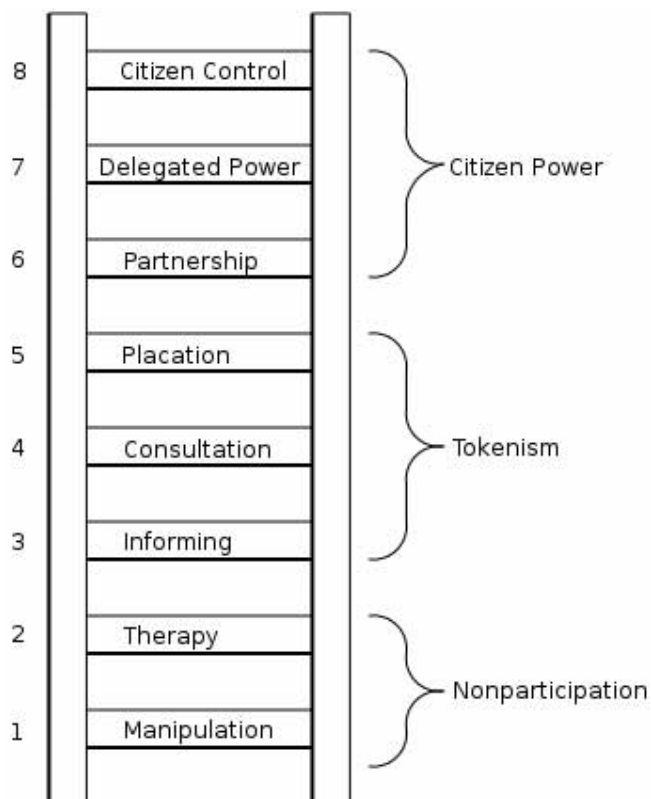 8 Citizen Control
7 Delegated Power Citizen Power
6 Partnership
5 Placation
4 Consultation Tokenism
3 Informing
2 Therapy
Nonparticipation
1 Manipulation